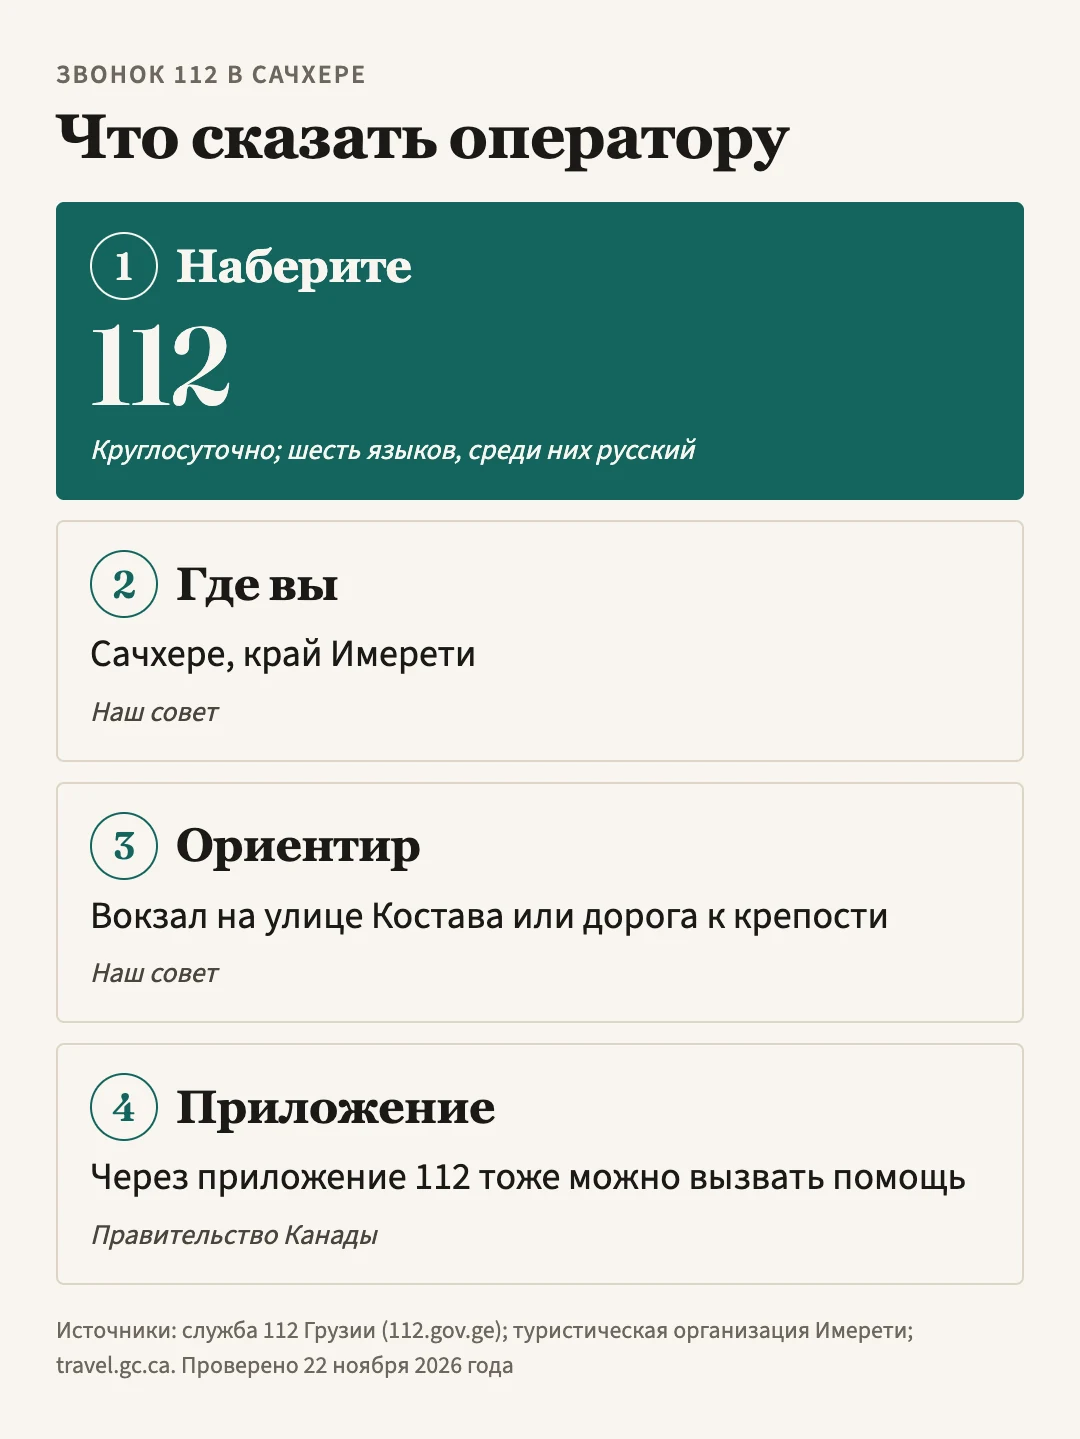 ЗВОНОК 112 В САЧХЕРЕ
Что сказать оператору
1 Наберите
112
Круглосуточно; шесть языков, среди них русский
2 Где вы
Сачхере, край Имерети
Наш совет
3 Ориентир
Вокзал на улице Костава или дорога к крепости
Наш совет
4 Приложение
Через приложение 112 тоже можно вызвать помощь
Правительство Канады
Источники: служба 112 Грузии (112.gov.ge); туристическая организация Имерети;
travel.gc.ca. Проверено 22 ноября 2026 года